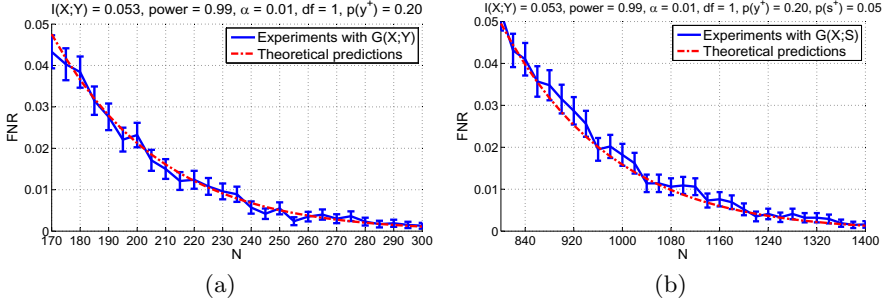 I(X;Y) = 0.053, power = 0.99, α = 0.01, df = 1, p(y⁺) = 0.20
0.05
0.04
0.03
0.02
0.01
0
FNR
Experiments with G(X;Y)
Theoretical predictions
170 180 190 200 210 220 230 240 250 260 270 280 290 300
N
(a)
I(X;Y) = 0.053, power = 0.99, α = 0.01, df = 1, p(y⁺) = 0.20, p(s⁺) = 0.05
0.05
0.04
0.03
0.02
0.01
0
FNR
Experiments with G(X;S)
Theoretical predictions
840 920 1000 1080 1160 1240 1320 1400
N
(b)